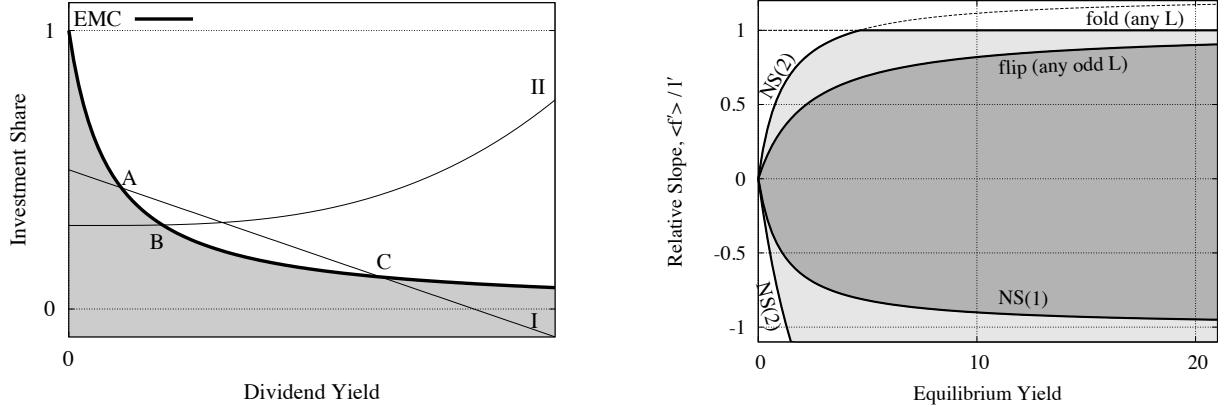 EMC
1
0
Investment Share
A
B
C
I
II
0
Dividend Yield
1
0.5
0
-0.5
-1
Relative Slope, <f'> / l'
NS(2)
NS(2)
fold (any L)
flip (any odd L)
NS(1)
0
10
20
Equilibrium Yield